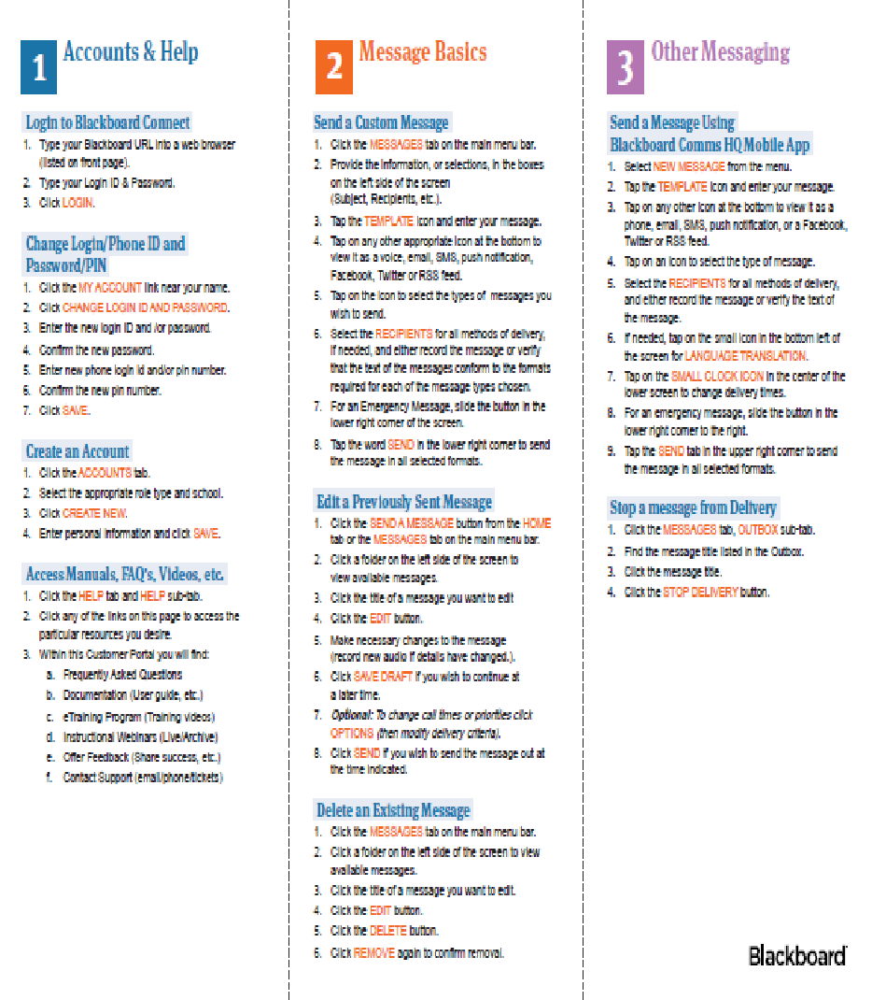 1 Accounts & Help
Login to Blackboard Connect
1. Type your Blackboard URL into a web browser
(listed on front page).
2. Type your Login ID & Password.
3. Click LOGIN.
Change Login/Phone ID and
Password/PIN
1. Click the MY ACCOUNT link near your name.
2. Click CHANGE LOGIN ID AND PASSWORD.
3. Enter the new login ID and /or password.
4. Confirm the new password.
5. Enter new phone login id and/or pin number.
6. Confirm the new pin number.
7. Click SAVE.
Create an Account
1. Click the ACCOUNTS tab.
2. Select the appropriate role type and school.
3. Click CREATE NEW.
4. Enter personal information and click SAVE.
Access Manuals, FAQ's, Videos, etc.
1. Click the HELP tab and HELP sub-tab.
2. Click any of the links on this page to access the
particular resources you desire.
3. Within this Customer Portal you will find:
a. Frequently Asked Questions
b. Documentation (User guide, etc.)
c. eTraining Program (Training videos)
d. Instructional Webinars (Live/Archive)
e. Offer Feedback (Share success, etc.)
f. Contact Support (email/phone/tickets)
2 Message Basics
Send a Custom Message
1. Click the MESSAGES tab on the main menu bar.
2. Provide the information, or selections, in the boxes
on the left side of the screen
(Subject, Recipients, etc.).
3. Tap the TEMPLATE icon and enter your message.
4. Tap on any other appropriate icon at the bottom to
view it as a voice, email, SMS, push notification,
Facebook, Twitter or RSS feed.
5. Tap on the icon to select the types of messages you
wish to send.
6. Select the RECIPIENTS for all methods of delivery,
if needed, and either record the message or verify
that the text of the messages conform to the formats
required for each of the message types chosen.
7. For an Emergency Message, slide the button in the
lower right corner of the screen.
8. Tap the word SEND in the lower right corner to send
the message in all selected formats.
Edit a Previously Sent Message
1. Click the SEND A MESSAGE button from the HOME
tab or the MESSAGES tab on the main menu bar.
2. Click a folder on the left side of the screen to
view available messages.
3. Click the title of a message you want to edit
4. Click the EDIT button.
5. Make necessary changes to the message
(record new audio if details have changed.).
6. Click SAVE DRAFT if you wish to continue at
a later time.
7. Optional: To change call times or priorities click
OPTIONS (then modify delivery criteria).
8. Click SEND if you wish to send the message out at
the time indicated.
Delete an Existing Message
1. Click the MESSAGES tab on the main menu bar.
2. Click a folder on the left side of the screen to view
available messages.
3. Click the title of a message you want to edit.
4. Click the EDIT button.
5. Click the DELETE button.
6. Click REMOVE again to confirm removal.
3 Other Messaging
Send a Message Using
Blackboard Comms HQ Mobile App
1. Select NEW MESSAGE from the menu.
2. Tap the TEMPLATE icon and enter your message.
3. Tap on any other icon at the bottom to view it as a
phone, email, SMS, push notification, or a Facebook,
Twitter or RSS feed.
4. Tap on an icon to select the type of message.
5. Select the RECIPIENTS for all methods of delivery,
and either record the message or verify the text of
the message.
6. If needed, tap on the small icon in the bottom left of
the screen for LANGUAGE TRANSLATION.
7. Tap on the SMALL CLOCK ICON in the center of the
lower screen to change delivery times.
8. For an emergency message, slide the button in the
lower right corner to the right.
9. Tap the SEND tab in the upper right corner to send
the message in all selected formats.
Stop a message from Delivery
1. Click the MESSAGES tab, OUTBOX sub-tab.
2. Find the message title listed in the Outbox.
3. Click the message title.
4. Click the STOP DELIVERY button.
Blackboard